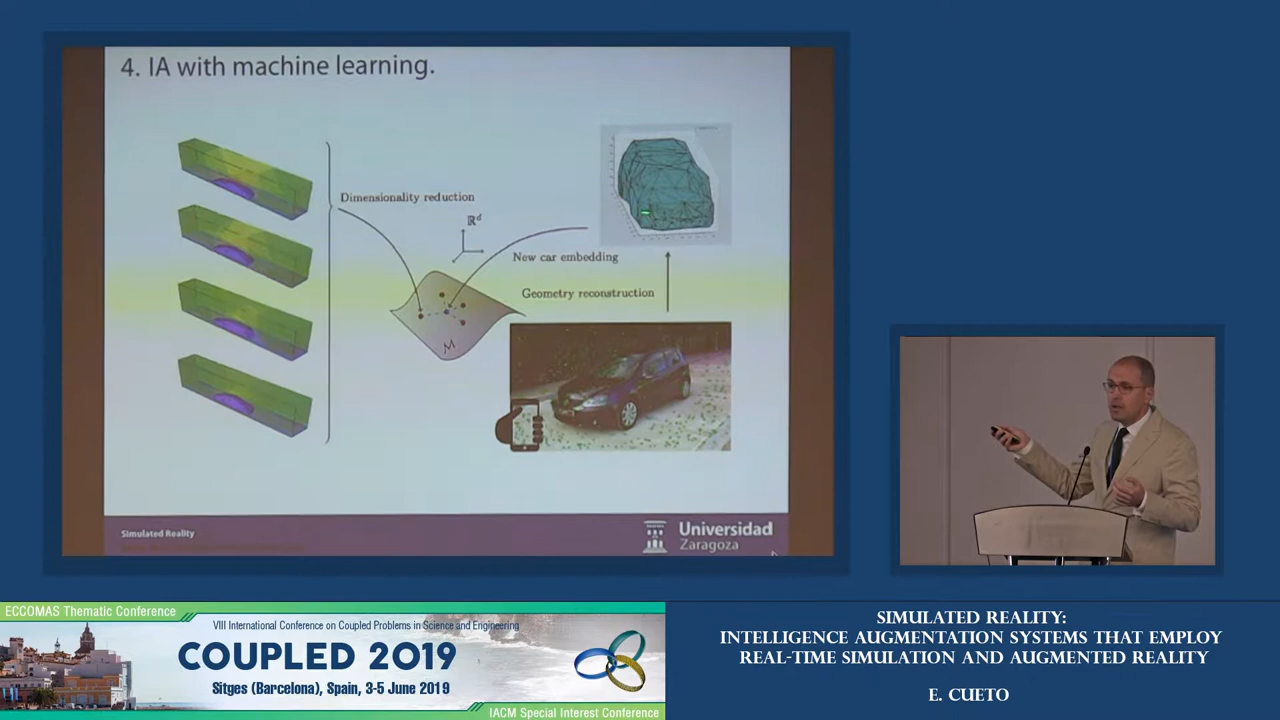 4. IA with machine learning.
Dimensionality reduction
ℝᵈ
New car embedding
Geometry reconstruction
M
Simulated Reality
Universidad
Zaragoza
ECCOMAS Thematic Conference
VIII International Conference on Coupled Problems in Science and Engineering
COUPLED 2019
Sitges (Barcelona), Spain, 3-5 June 2019
IACM Special Interest Conference
SIMULATED REALITY:
INTELLIGENCE AUGMENTATION SYSTEMS THAT EMPLOY
REAL-TIME SIMULATION AND AUGMENTED REALITY
E. CUETO